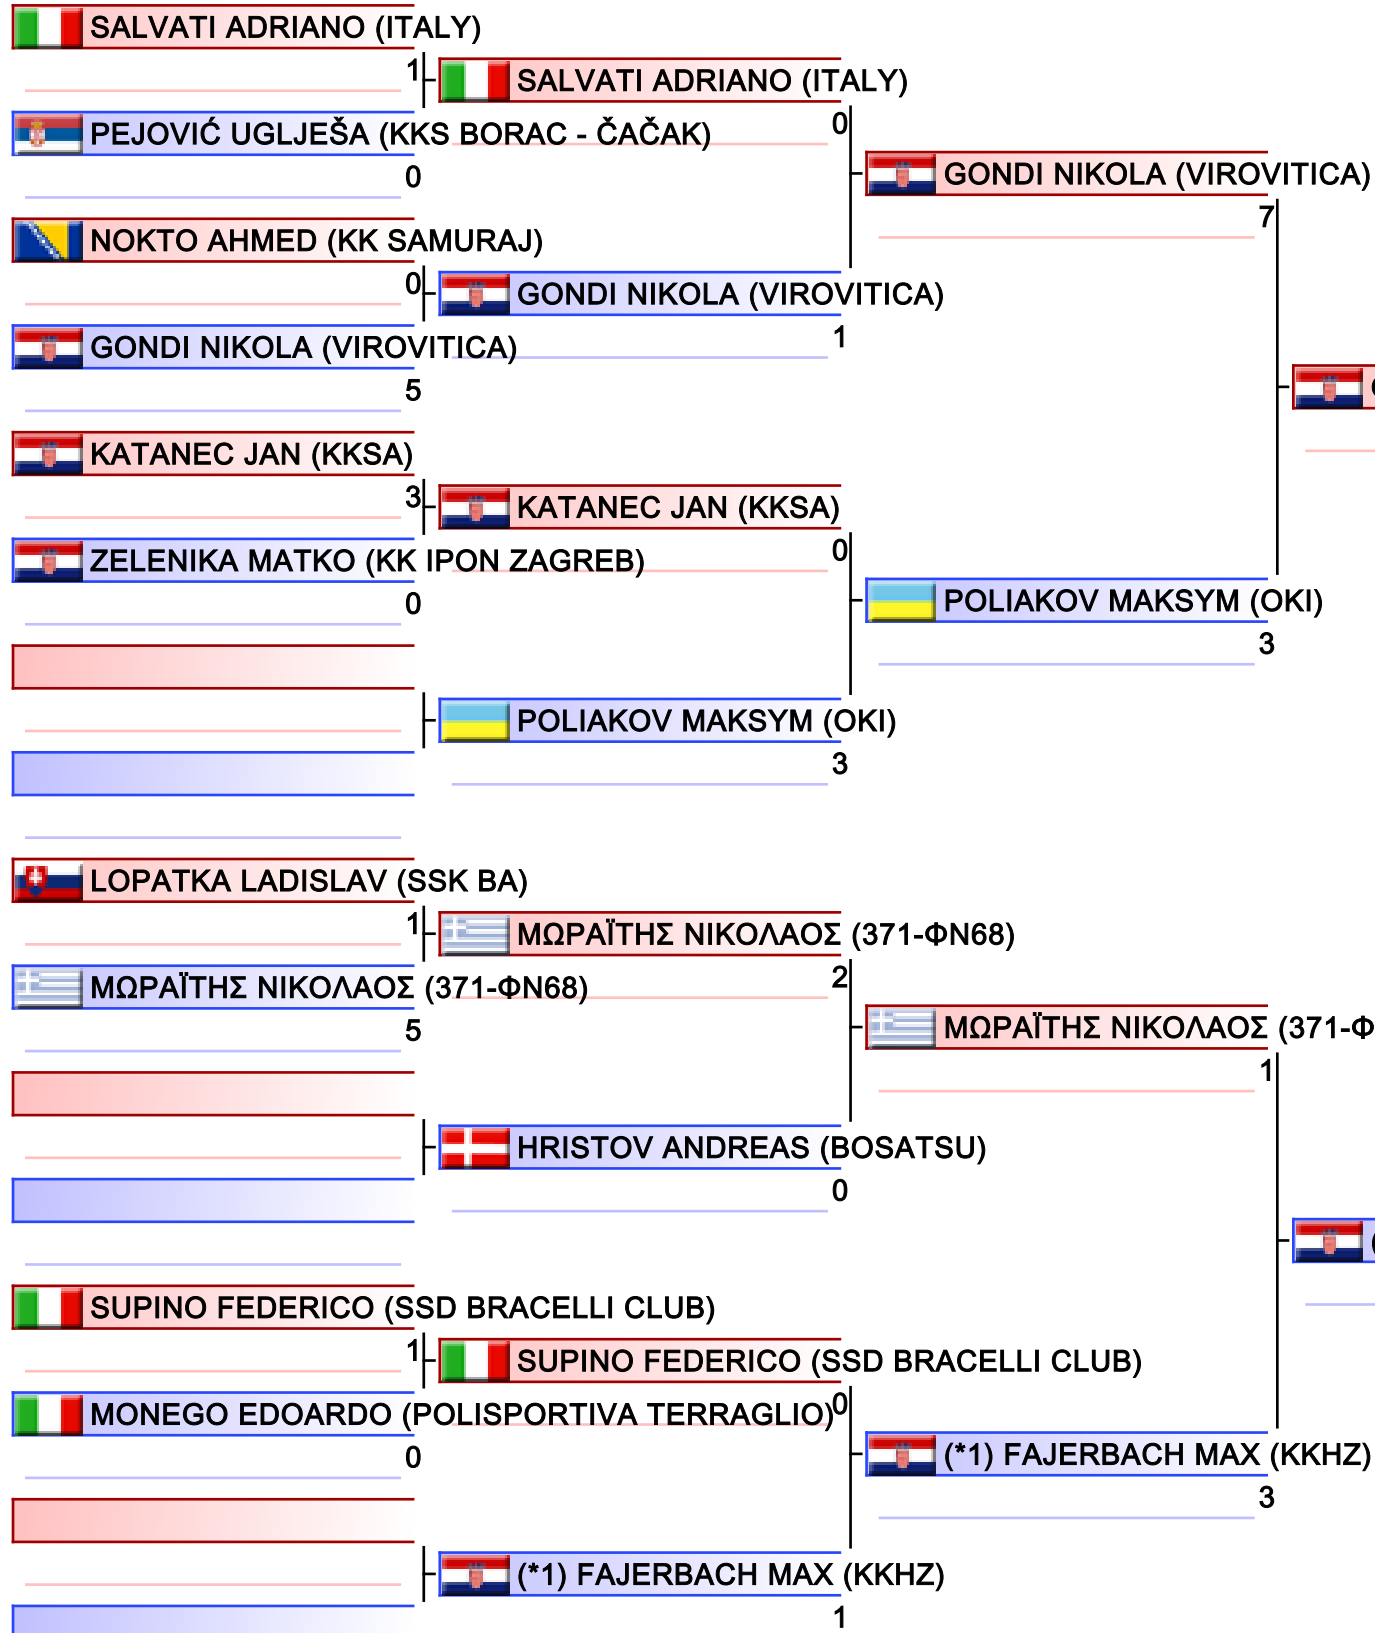 SALVATI ADRIANO (ITALY)
1
SALVATI ADRIANO (ITALY)
0
PEJOVIĆ UGLJEŠA (KKS BORAC - ČAČAK)
0
GONDI NIKOLA (VIROVITICA)
7
NOKTO AHMED (KK SAMURAJ)
0
GONDI NIKOLA (VIROVITICA)
1
GONDI NIKOLA (VIROVITICA)
5
KATANEC JAN (KKSA)
3
KATANEC JAN (KKSA)
0
ZELENIKA MATKO (KK IPON ZAGREB)
0
POLIAKOV MAKSYM (OKI)
3
POLIAKOV MAKSYM (OKI)
3
LOPATKA LADISLAV (SSK BA)
1
ΜΩΡΑΪΤΗΣ ΝΙΚΟΛΑΟΣ (371-ΦΝ68)
2
ΜΩΡΑΪΤΗΣ ΝΙΚΟΛΑΟΣ (371-ΦΝ68)
5
ΜΩΡΑΪΤΗΣ ΝΙΚΟΛΑΟΣ (371-Φ
1
HRISTOV ANDREAS (BOSATSU)
0
SUPINO FEDERICO (SSD BRACELLI CLUB)
1
SUPINO FEDERICO (SSD BRACELLI CLUB)
0
MONEGO EDOARDO (POLISPORTIVA TERRAGLIO)
0
(*1) FAJERBACH MAX (KKHZ)
3
(*1) FAJERBACH MAX (KKHZ)
1